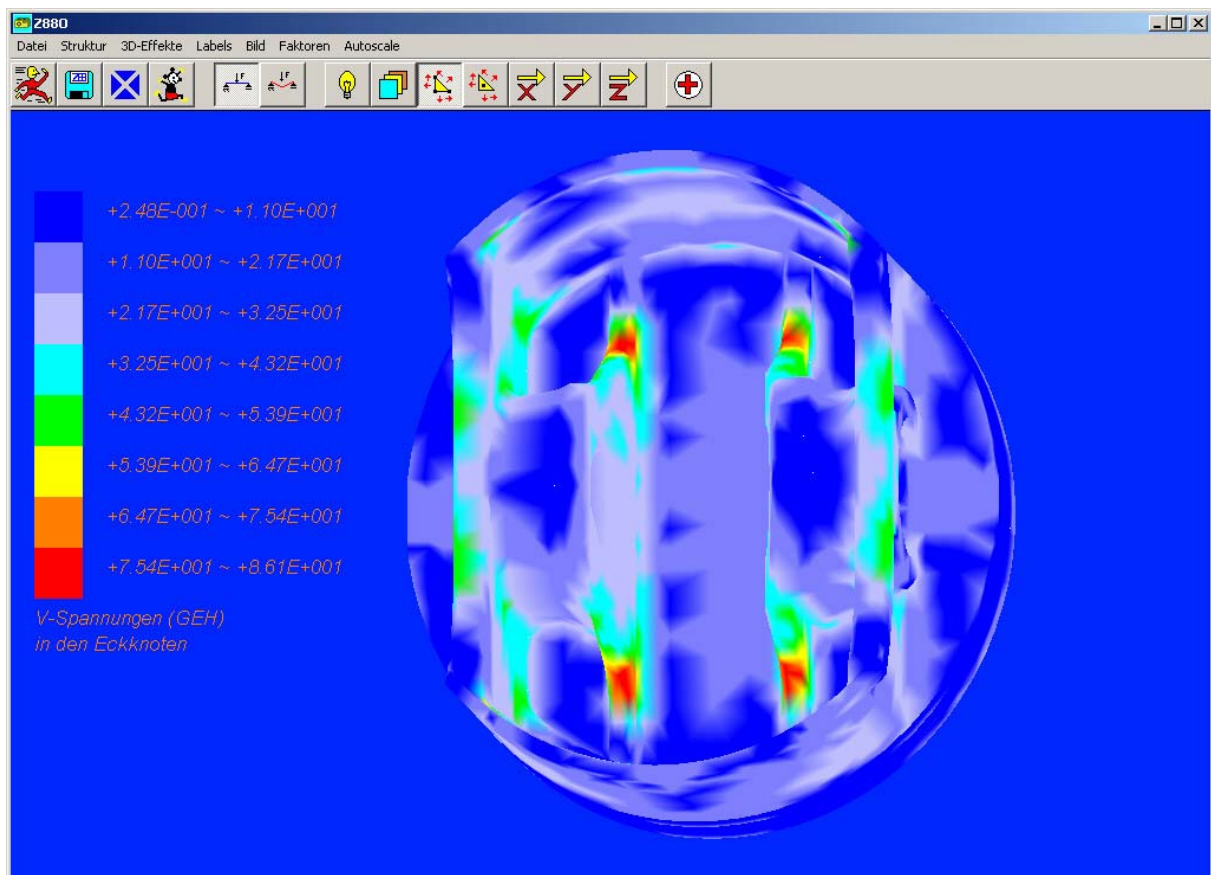 Z88O
Datei Struktur 3D-Effekte Labels Bild Faktoren Autoscale
+2.48E-001 ~ +1.10E+001
+1.10E+001 ~ +2.17E+001
+2.17E+001 ~ +3.25E+001
+3.25E+001 ~ +4.32E+001
+4.32E+001 ~ +5.39E+001
+5.39E+001 ~ +6.47E+001
+6.47E+001 ~ +7.54E+001
+7.54E+001 ~ +8.61E+001
V-Spannungen (GEH)
in den Eckknoten